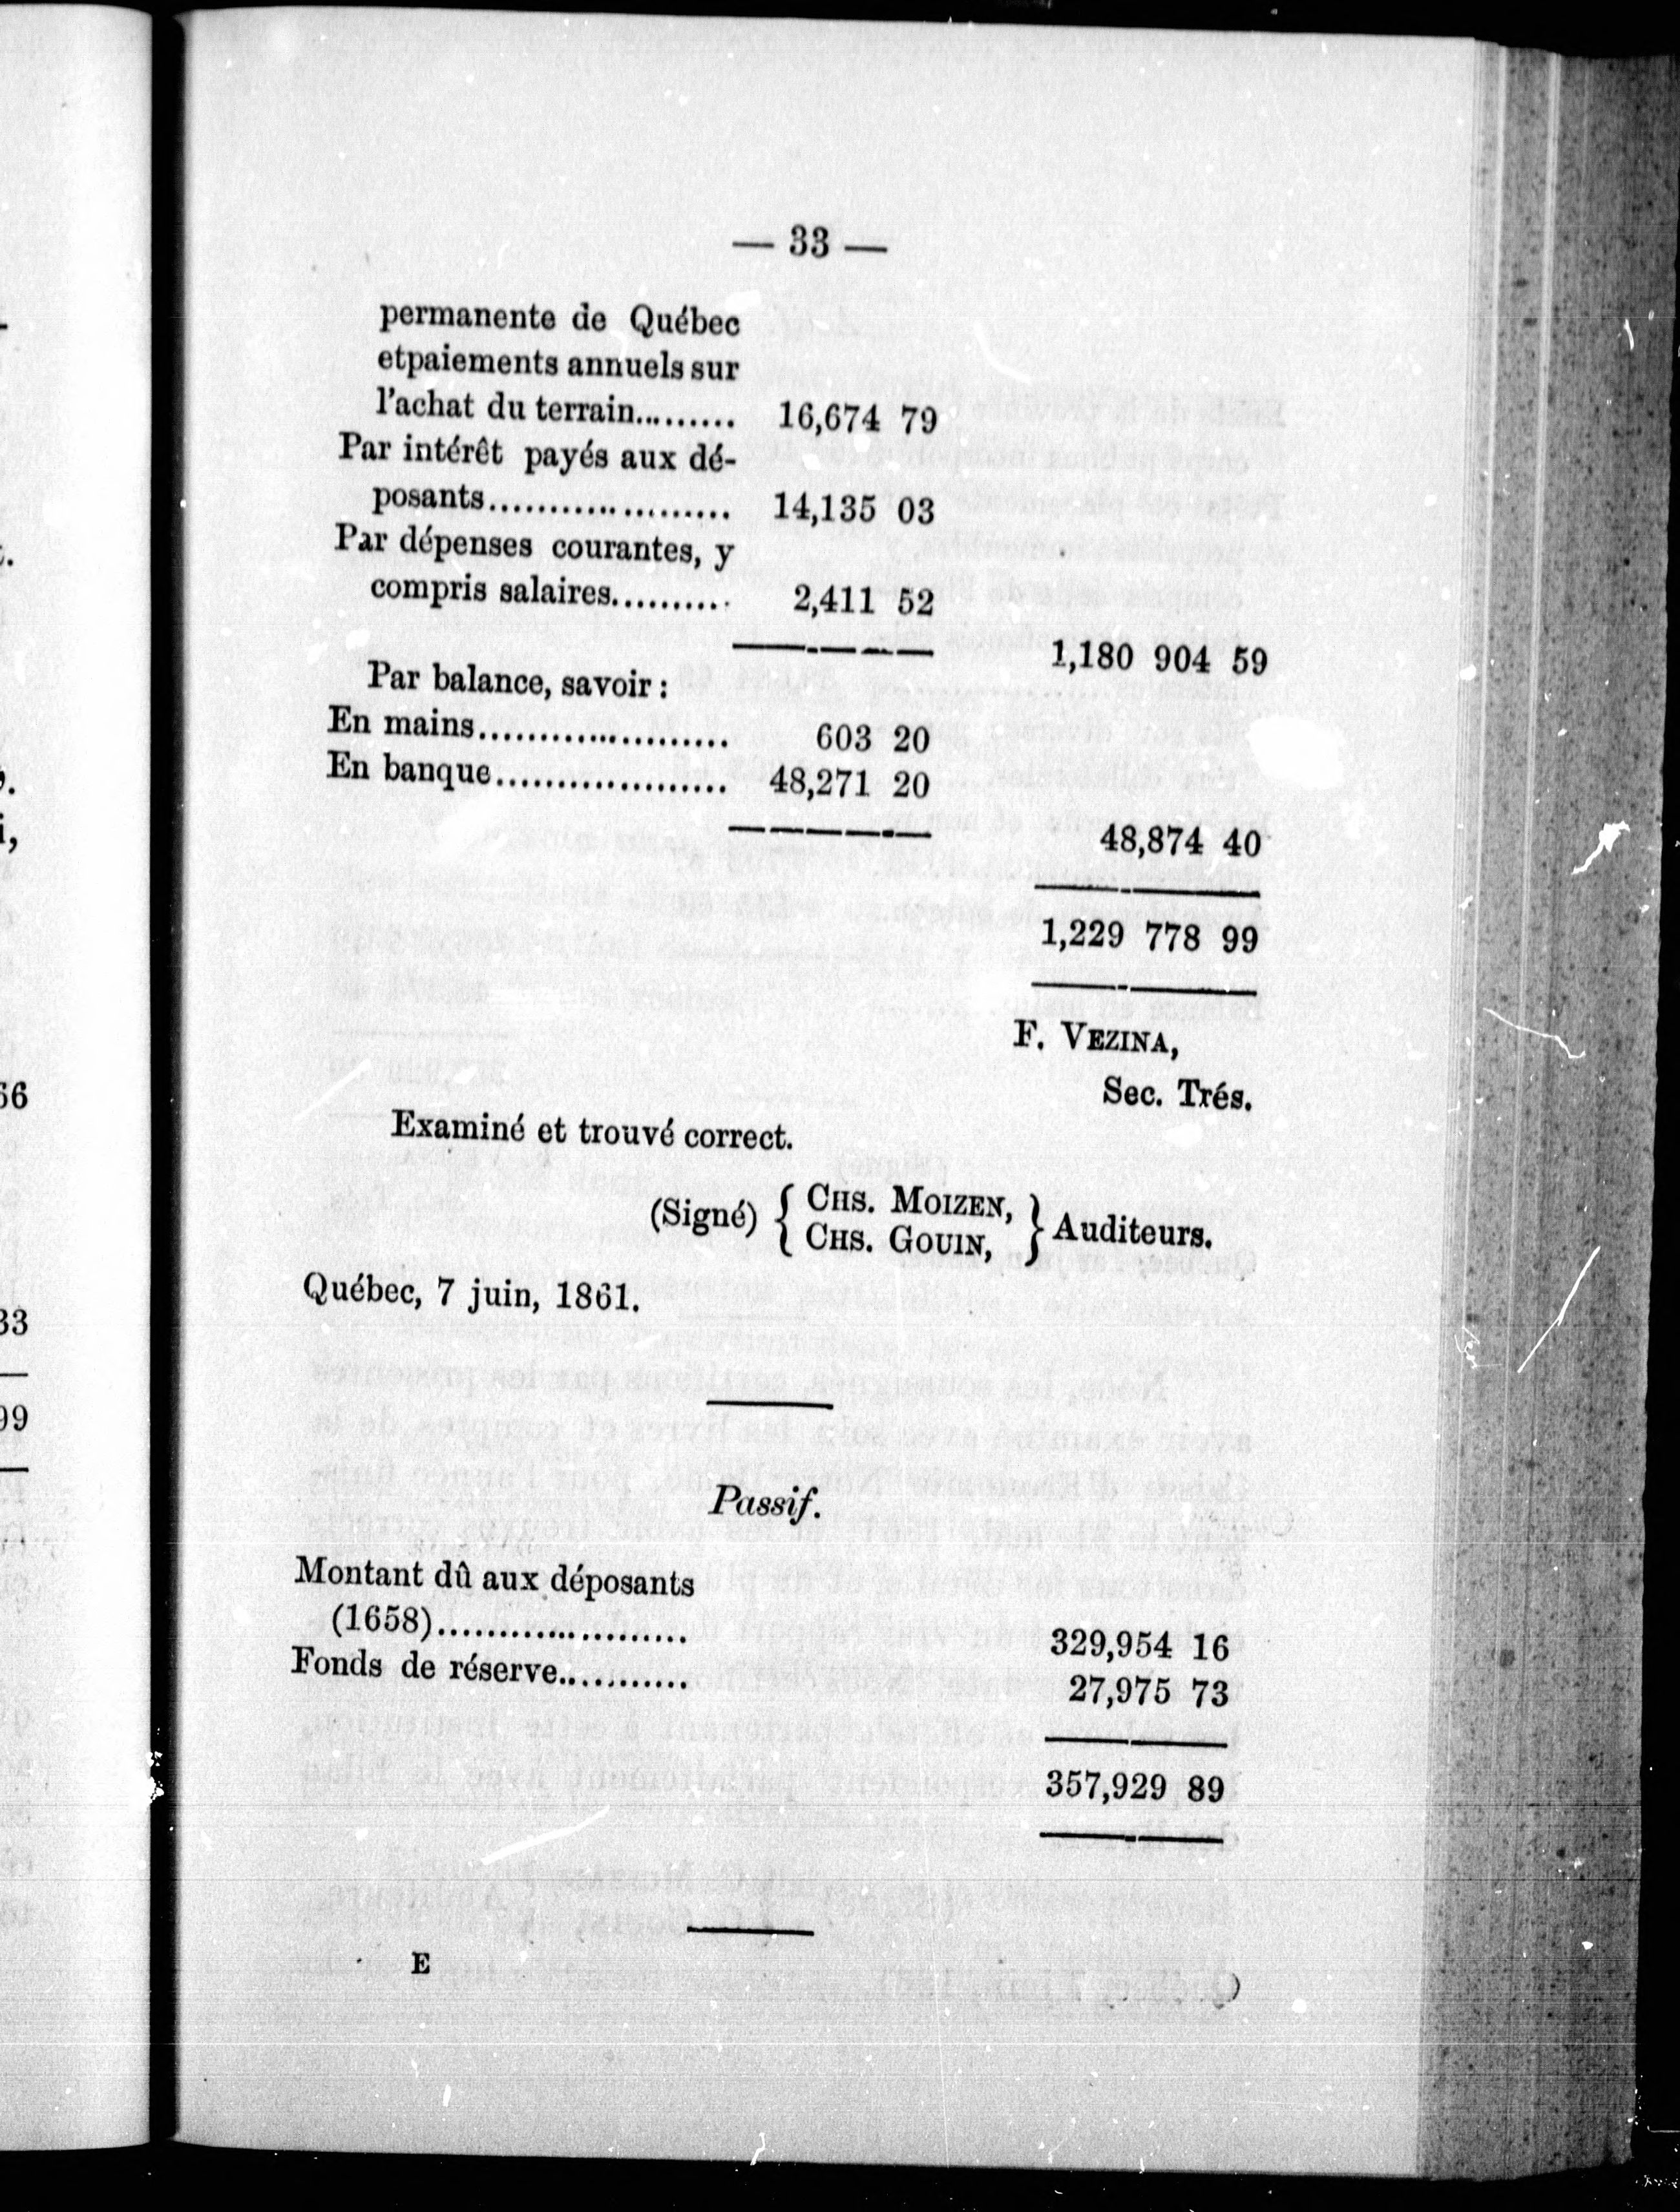 — 33 —
permanente de Québec
etpaiements annuels sur
l'achat du terrain......... 16,674 79
Par intérêt payés aux dé-
posants.................... 14,135 03
Par dépenses courantes, y
compris salaires.......... 2,411 52
1,180 904 59
Par balance, savoir :
En mains..................... 603 20
En banque................... 48,271 20
48,874 40
1,229 778 99
F. VEZINA,
Sec. Trés.
Examiné et trouvé correct.
(Signé) { CHS. MOIZEN, } Auditeurs.
CHS. GOUIN,
Québec, 7 juin, 1861.
Passif.
Montant dû aux déposants
(1658)..................... 329,954 16
Fonds de réserve........... 27,975 73
357,929 89
E